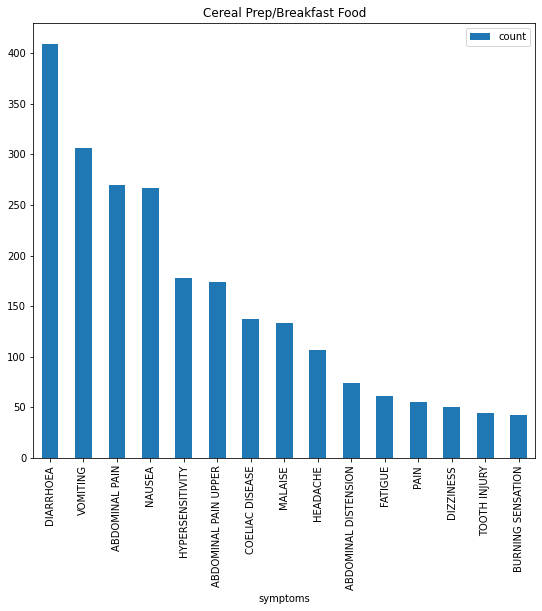 Cereal Prep/Breakfast Food
count
400
350
300
250
200
150
100
50
0
DIARRHOEA
VOMITING
ABDOMINAL PAIN
NAUSEA
HYPERSENSITIVITY
ABDOMINAL PAIN UPPER
COELIAC DISEASE
MALAISE
HEADACHE
ABDOMINAL DISTENSION
FATIGUE
PAIN
DIZZINESS
TOOTH INJURY
BURNING SENSATION
symptoms